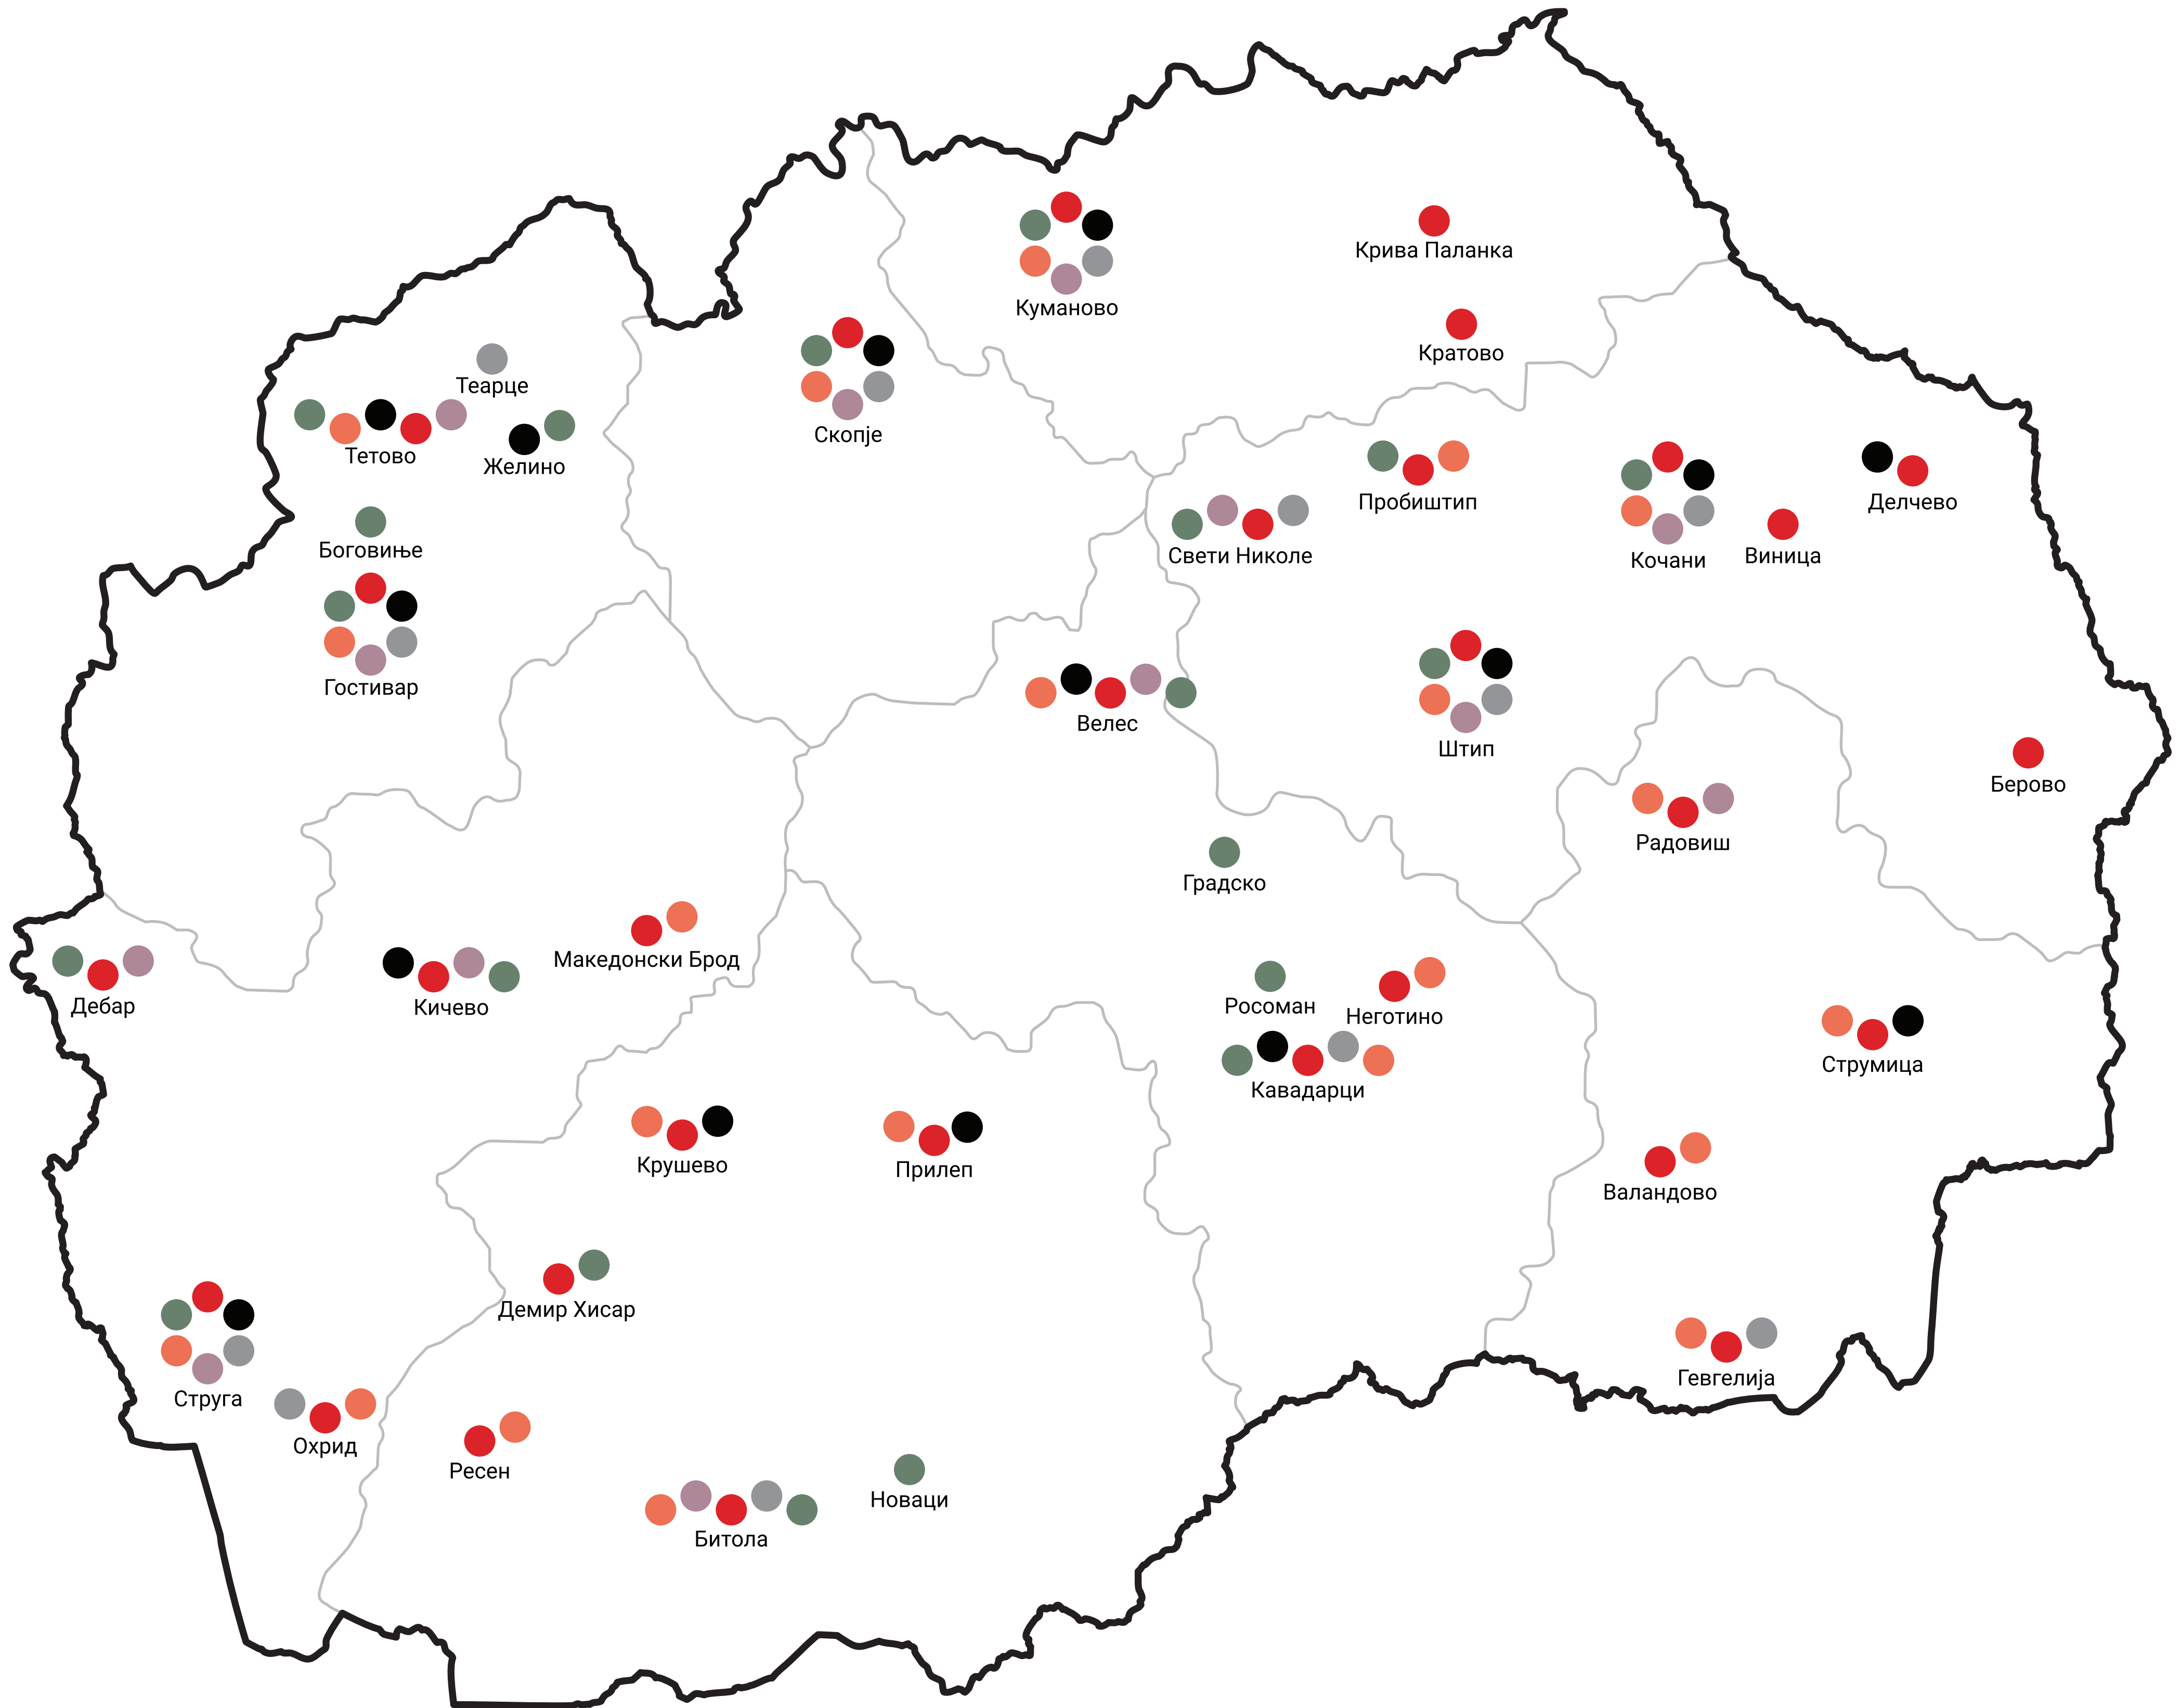 Крива Паланка
Куманово
Кратово
Теарце
Скопје
Тетово
Желино
Пробиштип
Делчево
Боговиње
Свети Николе
Кочани
Виница
Гостивар
Велес
Штип
Берово
Радовиш
Градско
Македонски Брод
Дебар
Кичево
Росоман
Неготино
Струмица
Кавадарци
Крушево
Прилеп
Валандово
Демир Хисар
Гевгелија
Струга
Охрид
Ресен
Новаци
Битола